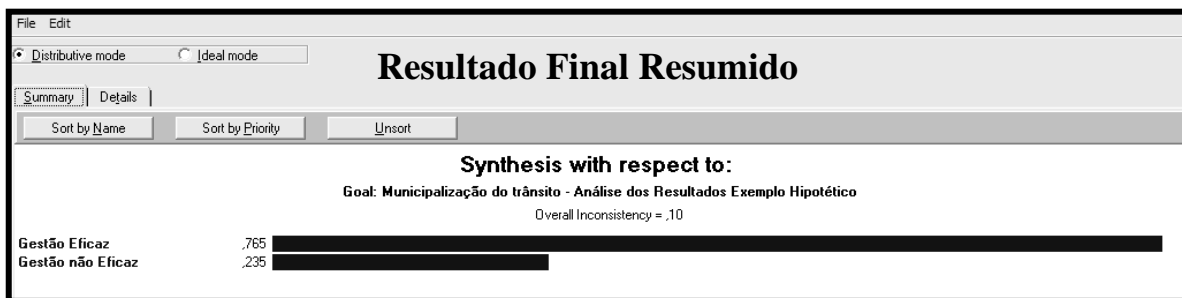 File Edit
Distributive mode Ideal mode
Resultado Final Resumido
Summary Details
Sort by Name Sort by Priority Unsort
Synthesis with respect to:
Goal: Municipalização do trânsito - Análise dos Resultados Exemplo Hipotético
Overall Inconsistency = ,10
Gestão Eficaz ,765
Gestão não Eficaz ,235